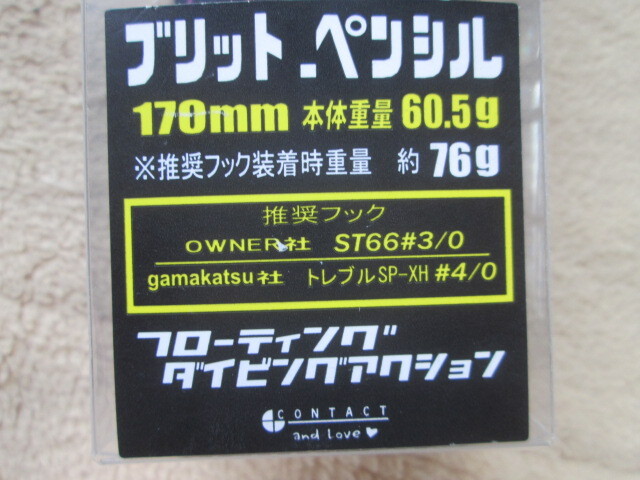 ブリット.ペンシル
170mm 本体重量 60.5g
※推奨フック装着時重量 約 76g
推奨フック
OWNER社 ST66#3/0
gamakatsu社 トレブルSP-XH #4/0
フローティング
ダイビングアクション
CONTACT
and Love